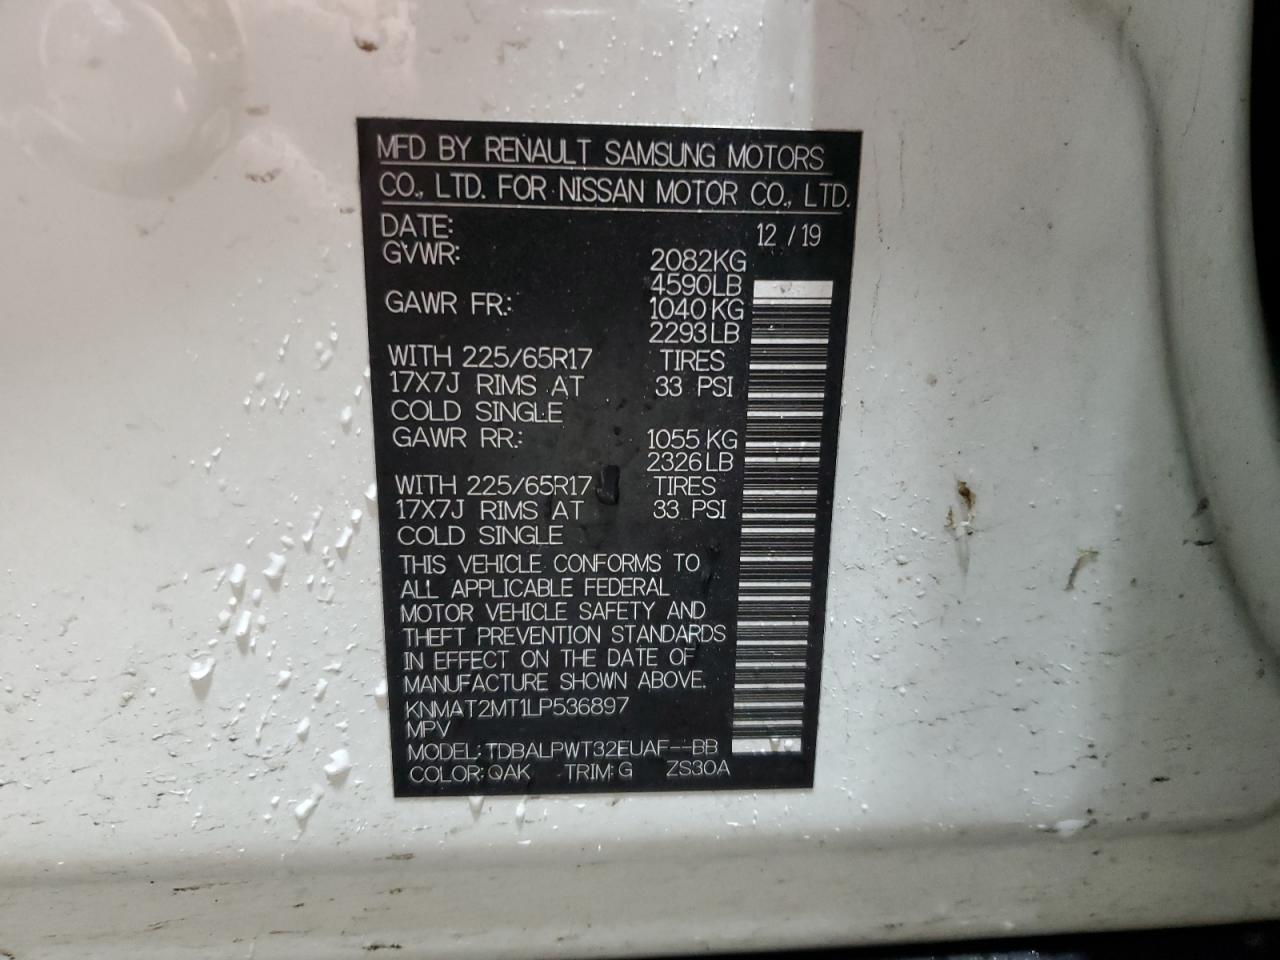 MFD BY RENAULT SAMSUNG MOTORS
CO., LTD. FOR NISSAN MOTOR CO., LTD.
DATE: 12 / 19
GVWR: 2082KG
4590LB
GAWR FR.: 1040 KG
2293LB
WITH 225/65R17 TIRES
17X7J RIMS AT 33 PSI
COLD SINGLE
GAWR RR.: 1055 KG
2326LB
WITH 225/65R17 TIRES
17X7J RIMS AT 33 PSI
COLD SINGLE
THIS VEHICLE CONFORMS TO
ALL APPLICABLE FEDERAL
MOTOR VEHICLE SAFETY AND
THEFT PREVENTION STANDARDS
IN EFFECT ON THE DATE OF
MANUFACTURE SHOWN ABOVE.
KNMAT2MT1LP536897
MPV
MODEL: TDBALPWT32EUAF--BB
COLOR: QAK TRIM: G ZS30A